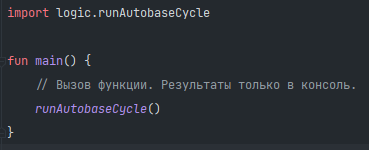 import logic.runAutobaseCycle
fun main() {
// Вызов функции. Результаты только в консоль.
runAutobaseCycle()
}